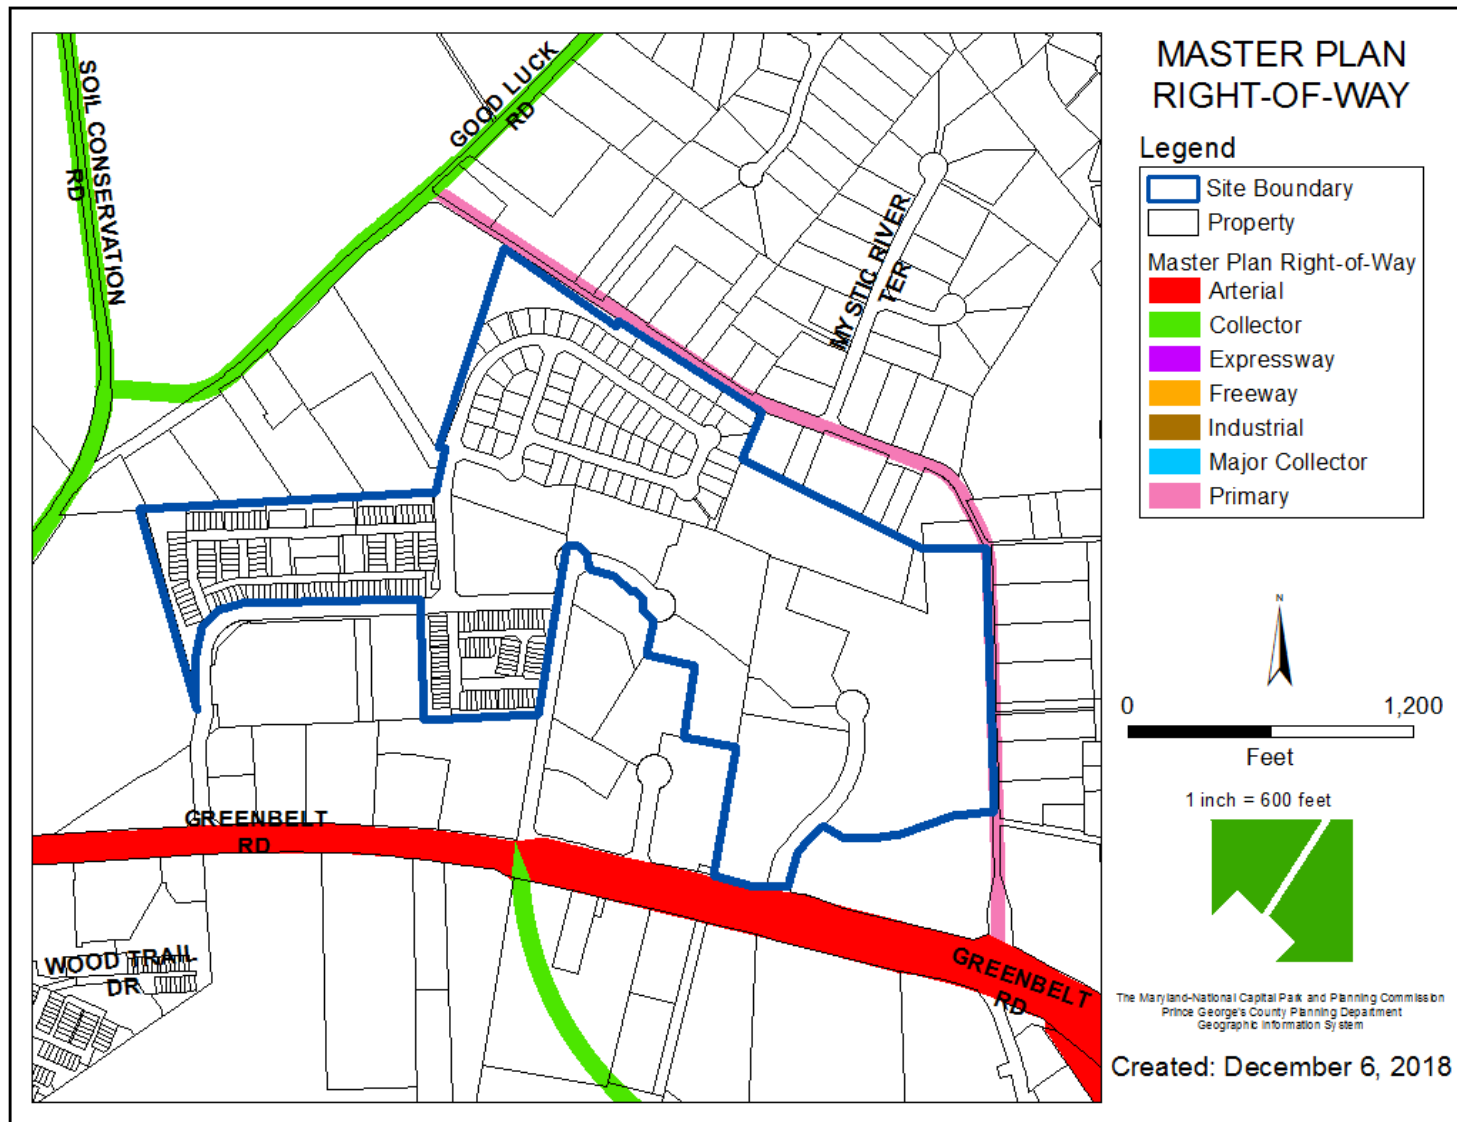 SOIL CONSERVATION
RD
GOOD LUCK
RD
MYSTIC RIVER
TER
GREENBELT
RD
WOOD TRAIL
DR
GREENBELT
RD
MASTER PLAN
RIGHT-OF-WAY
Legend
Site Boundary
Property
Master Plan Right-of-Way
Arterial
Collector
Expressway
Freeway
Industrial
Major Collector
Primary
N
0 1,200
Feet
1 inch = 600 feet
The Maryland-National Capital Park and Planning Commission
Prince George's County Planning Department
Geographic Information System
Created: December 6, 2018